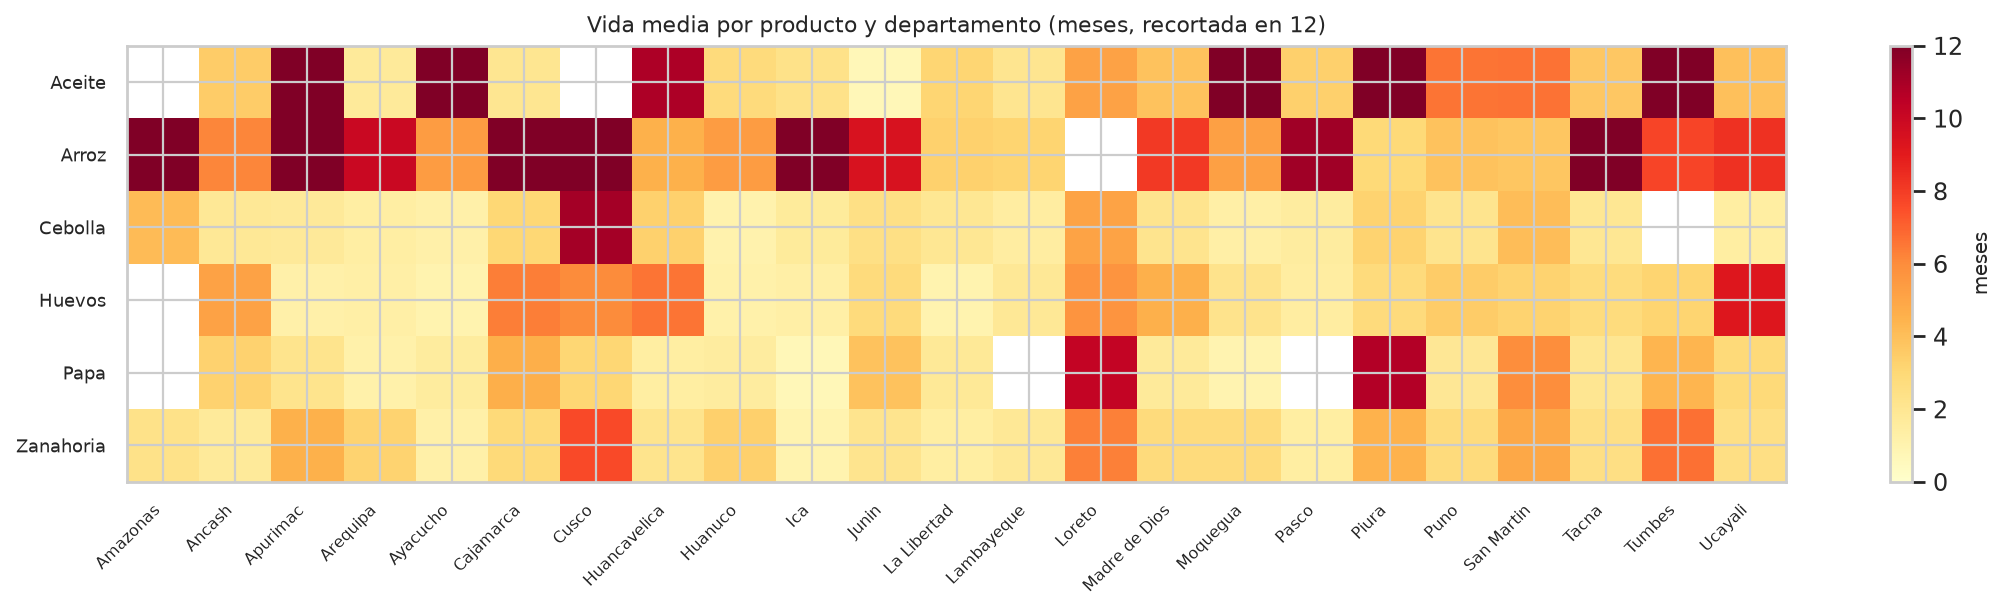 Vida media por producto y departamento (meses, recortada en 12)
Aceite
Arroz
Cebolla
Huevos
Papa
Zanahoria
Amazonas
Ancash
Apurimac
Arequipa
Ayacucho
Cajamarca
Cusco
Huancavelica
Huanuco
Ica
Junin
La Libertad
Lambayeque
Loreto
Madre de Dios
Moquegua
Pasco
Piura
Puno
San Martin
Tacna
Tumbes
Ucayali
12
10
8
6
4
2
0
meses